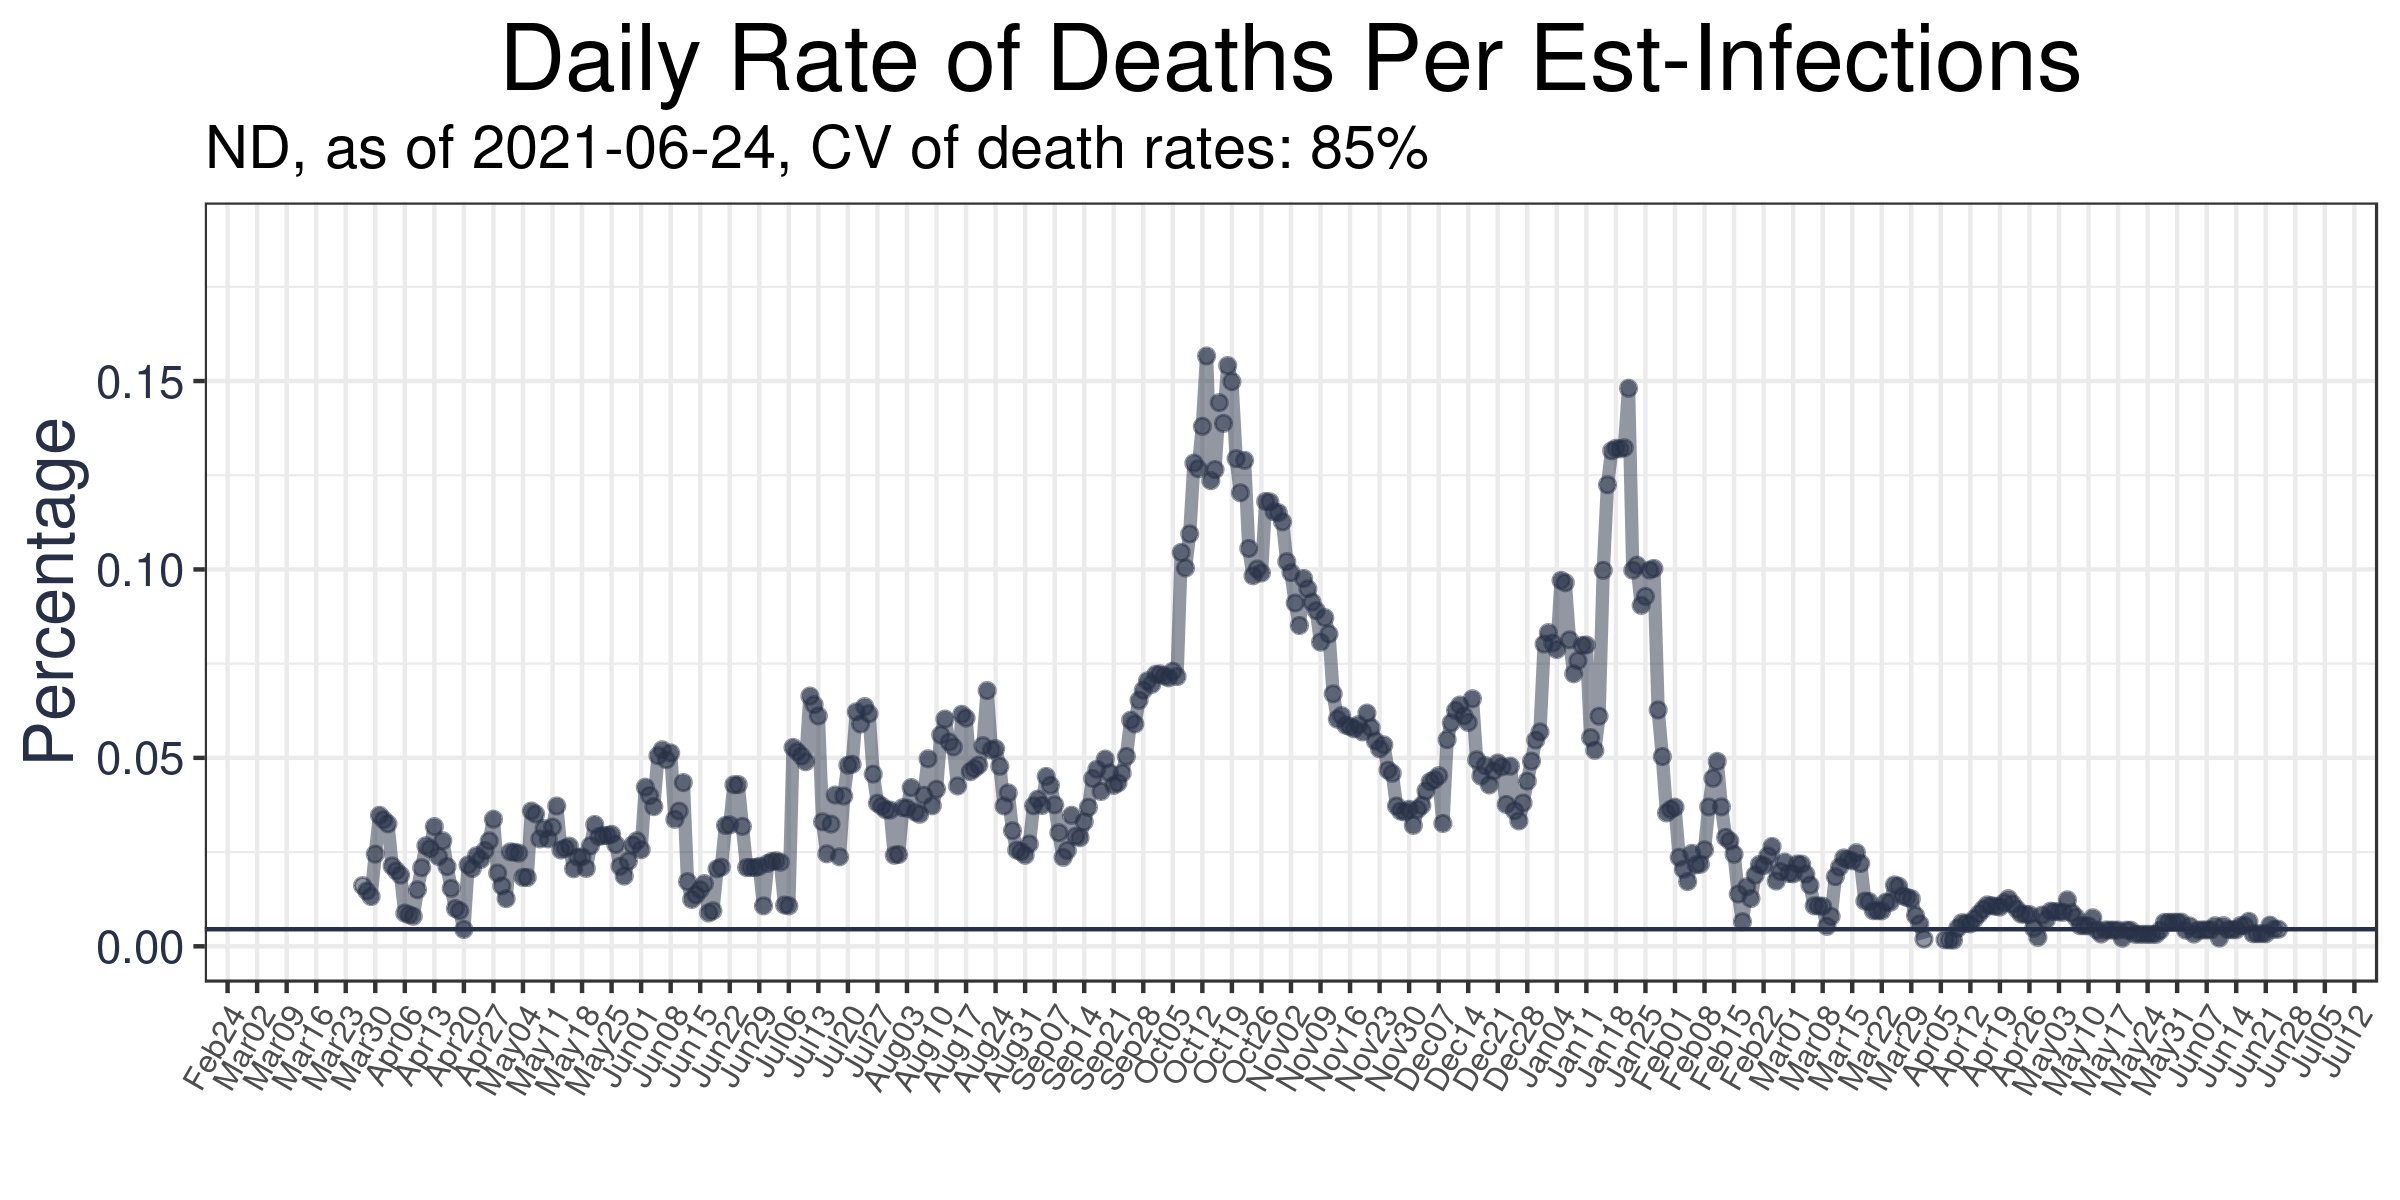 Daily Rate of Deaths Per Est-Infections
ND, as of 2021-06-24, CV of death rates: 85%
Percentage
0.15
0.10
0.05
0.00
Feb24
Mar02
Mar09
Mar16
Mar23
Mar30
Apr06
Apr13
Apr20
Apr27
May04
May11
May18
May25
Jun01
Jun08
Jun15
Jun22
Jun29
Jul06
Jul13
Jul20
Jul27
Aug03
Aug10
Aug17
Aug24
Aug31
Sep07
Sep14
Sep21
Sep28
Oct05
Oct12
Oct19
Oct26
Nov02
Nov09
Nov16
Nov23
Nov30
Dec07
Dec14
Dec21
Dec28
Jan04
Jan11
Jan18
Jan25
Feb01
Feb08
Feb15
Feb22
Mar01
Mar08
Mar15
Mar22
Mar29
Apr05
Apr12
Apr19
Apr26
May03
May10
May17
May24
May31
Jun07
Jun14
Jun21
Jun28
Jul05
Jul12